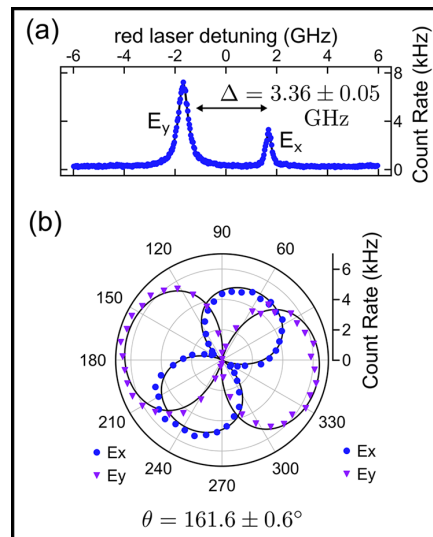 (a)
red laser detuning (GHz)
-6 -4 -2 0 2 4 6
Δ = 3.36 ± 0.05
GHz
E_y
E_x
8
4
0
Count Rate (kHz)
(b)
90
120 60
150
180
210 330
240 300
270
6
4
2
0
Count Rate (kHz)
Ex Ex
Ey Ey
θ = 161.6 ± 0.6°